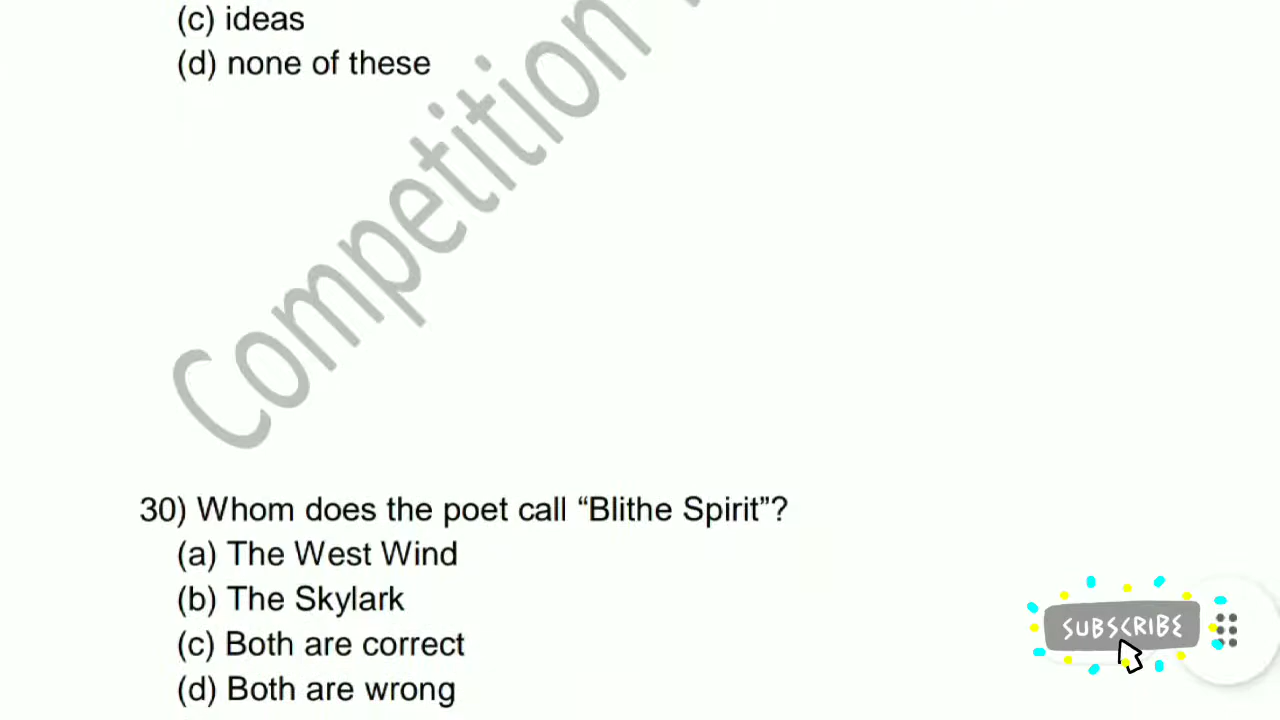 (c) ideas
(d) none of these
Competition
30) Whom does the poet call “Blithe Spirit”?
(a) The West Wind
(b) The Skylark
(c) Both are correct
(d) Both are wrong
SUBSCRIBE